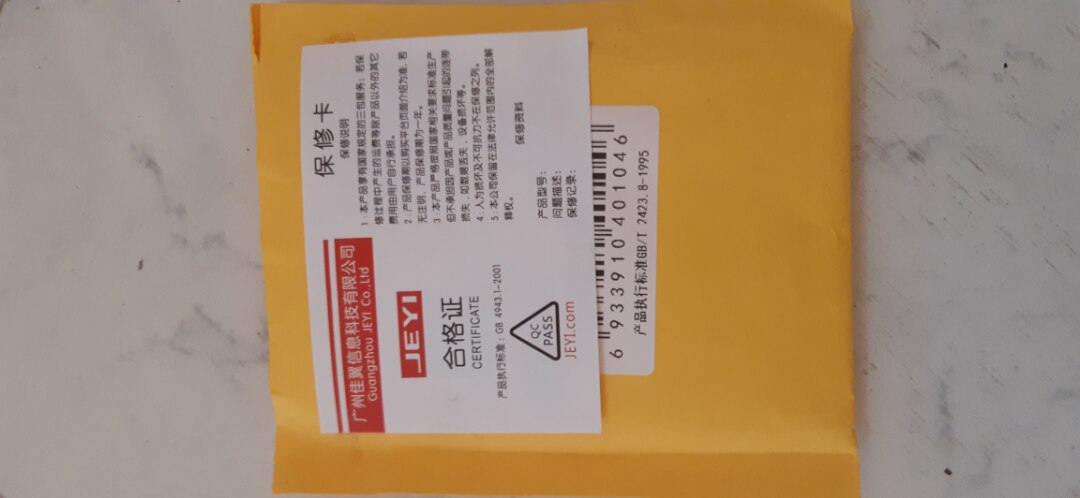 广州佳翼信息科技有限公司
Guangzhou JEYI Co.,Ltd
JEYI
合格证
CERTIFICATE
产品执行标准:GB 4943.1-2001
QC
PASS
JEYI.com
保修卡
保修说明
1.本产品享有国家规定的三包服务;若保
修过程中产生的运费等除产品以外的其它
费用由用户自行承担。
2.产品保修期以购买平台页面介绍为准,若
无注明,产品保修期为一年。
3.本产品严格按照国家相关要求标准生产
但不承担因产品或产品质量问题引起的连带
损失,如数据丢失、设备损坏等。
4.人为损坏及不可抗力不在保修之列。
5.本公司保留在法律允许范围内的全部解
释权。
保修资料
产品型号:
问题描述:
保修记录:
6 933910 401046
产品执行标准GB/T 2423.8-1995